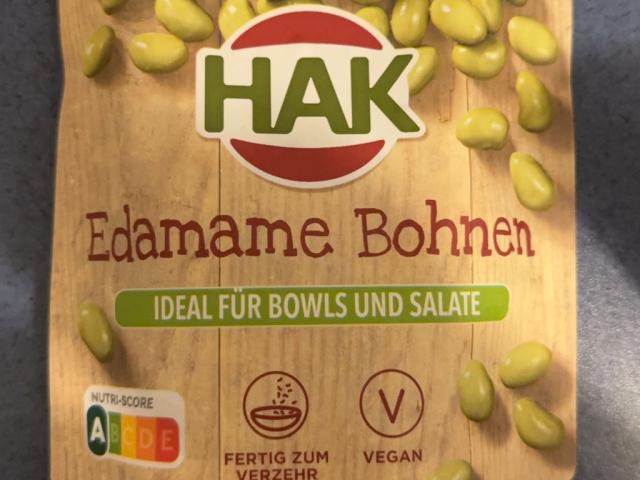 HAK
Edamame Bohnen
IDEAL FÜR BOWLS UND SALATE
NUTRI-SCORE
A B C D E
FERTIG ZUM
VERZEHR
V
VEGAN